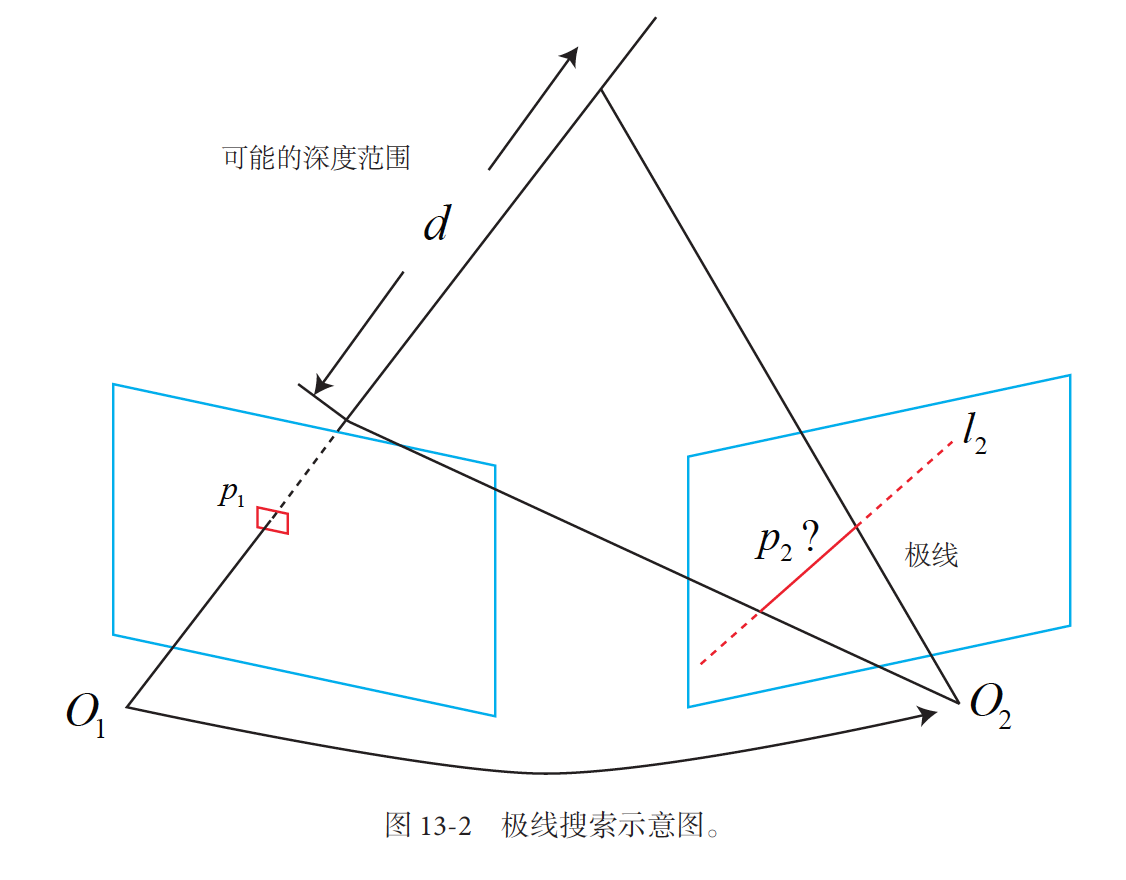 可能的深度范围
d
p₁
l₂
p₂ ?
极线
O₁
O₂
图 13-2 极线搜索示意图。